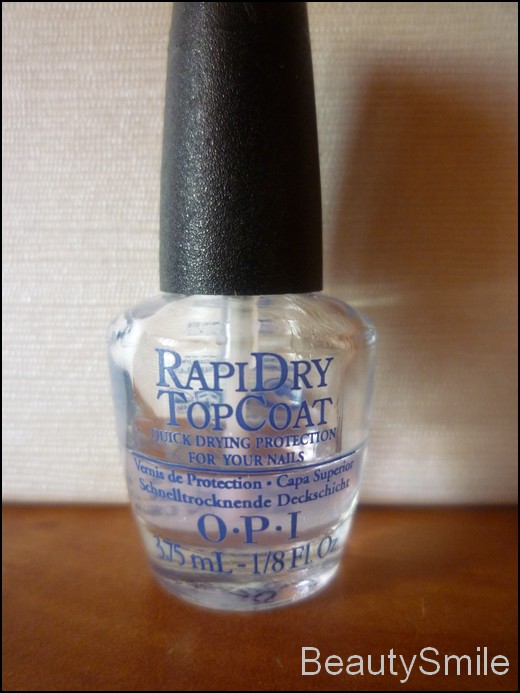 RAPIDRY
TOPCOAT
QUICK DRYING PROTECTION
FOR YOUR NAILS
Vernis de Protection • Capa Superior
Schnelltrocknende Deckschicht
O•P•I
3.75 mL - 1/8 Fl. Oz.
BeautySmile